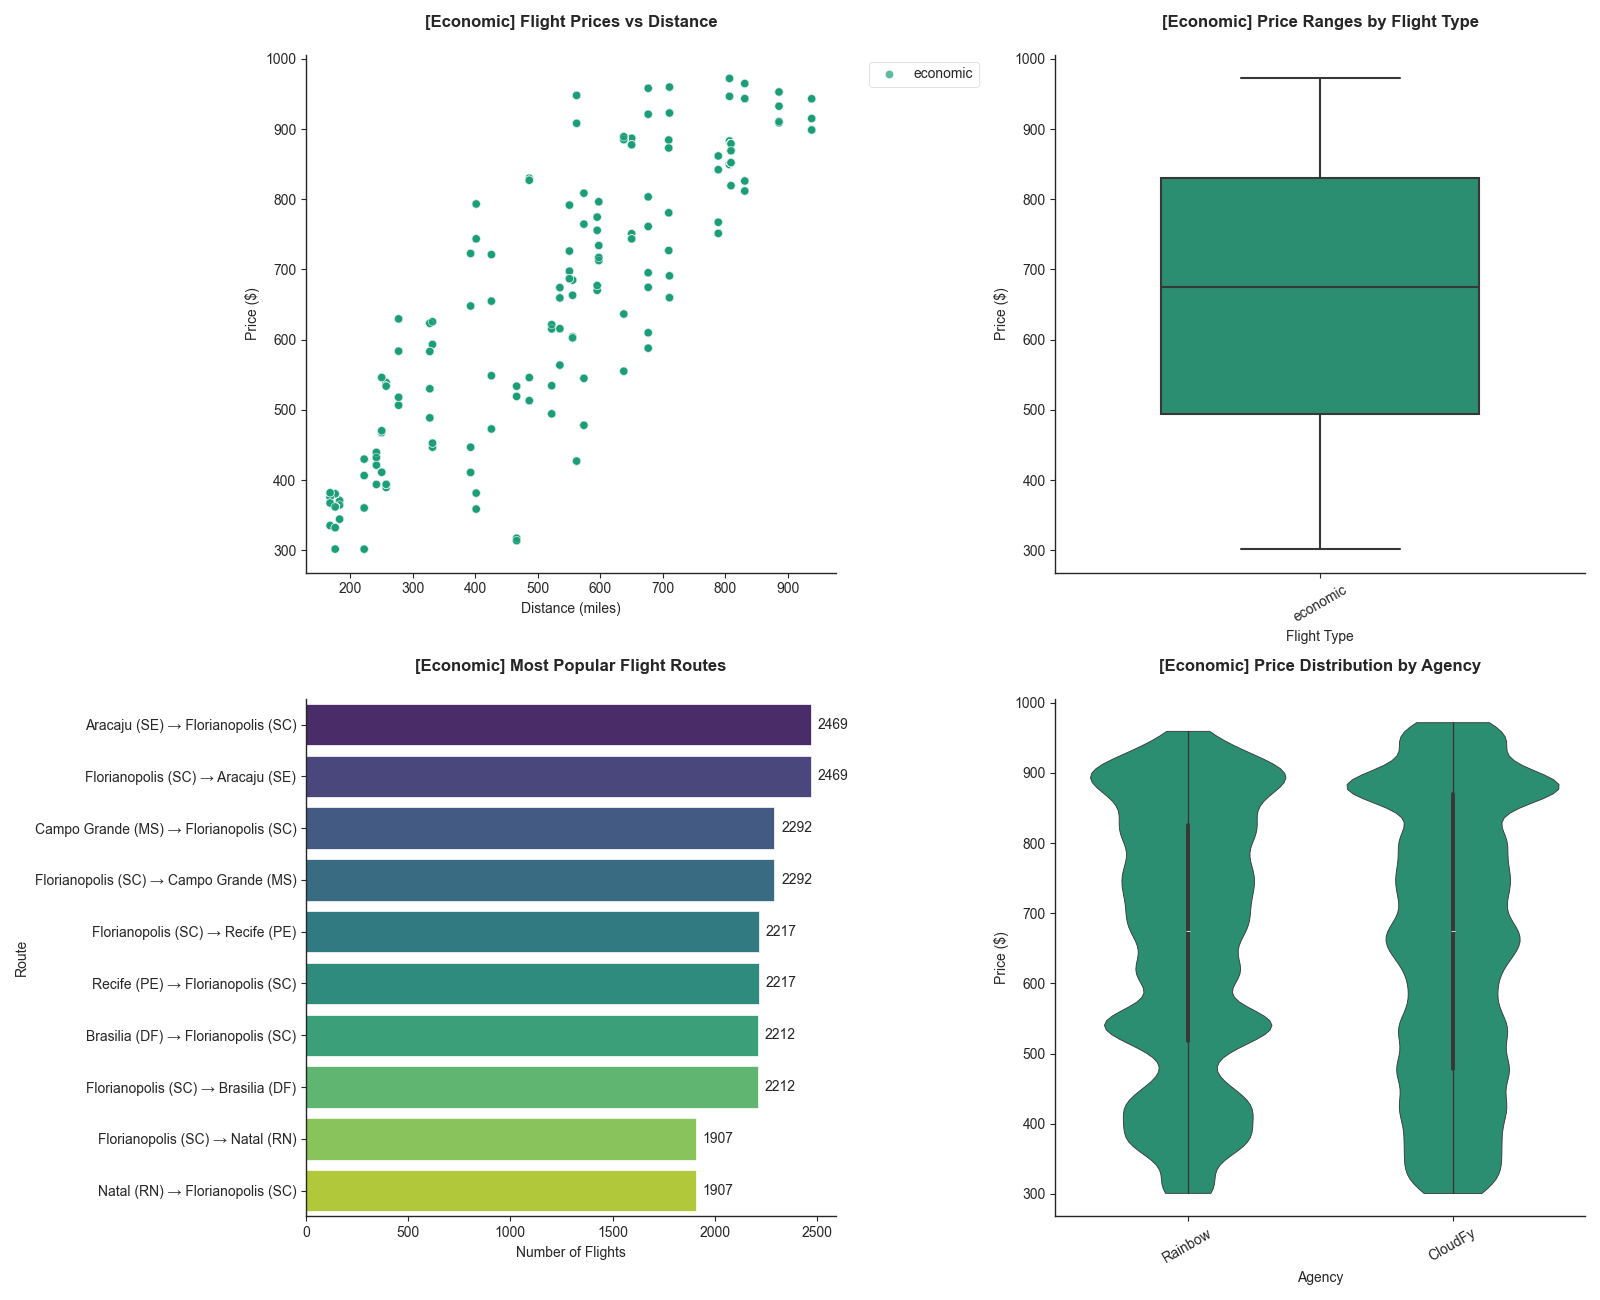 [Economic] Flight Prices vs Distance
1000
900
800
700
600
500
400
300
Price ($)
200 300 400 500 600 700 800 900
Distance (miles)
economic
[Economic] Price Ranges by Flight Type
1000
900
800
700
600
500
400
300
Price ($)
economic
Flight Type
[Economic] Most Popular Flight Routes
Route
Aracaju (SE) → Florianopolis (SC) 2469
Florianopolis (SC) → Aracaju (SE) 2469
Campo Grande (MS) → Florianopolis (SC) 2292
Florianopolis (SC) → Campo Grande (MS) 2292
Florianopolis (SC) → Recife (PE) 2217
Recife (PE) → Florianopolis (SC) 2217
Brasilia (DF) → Florianopolis (SC) 2212
Florianopolis (SC) → Brasilia (DF) 2212
Florianopolis (SC) → Natal (RN) 1907
Natal (RN) → Florianopolis (SC) 1907
0 500 1000 1500 2000 2500
Number of Flights
[Economic] Price Distribution by Agency
1000
900
800
700
600
500
400
300
Price ($)
Rainbow CloudFy
Agency